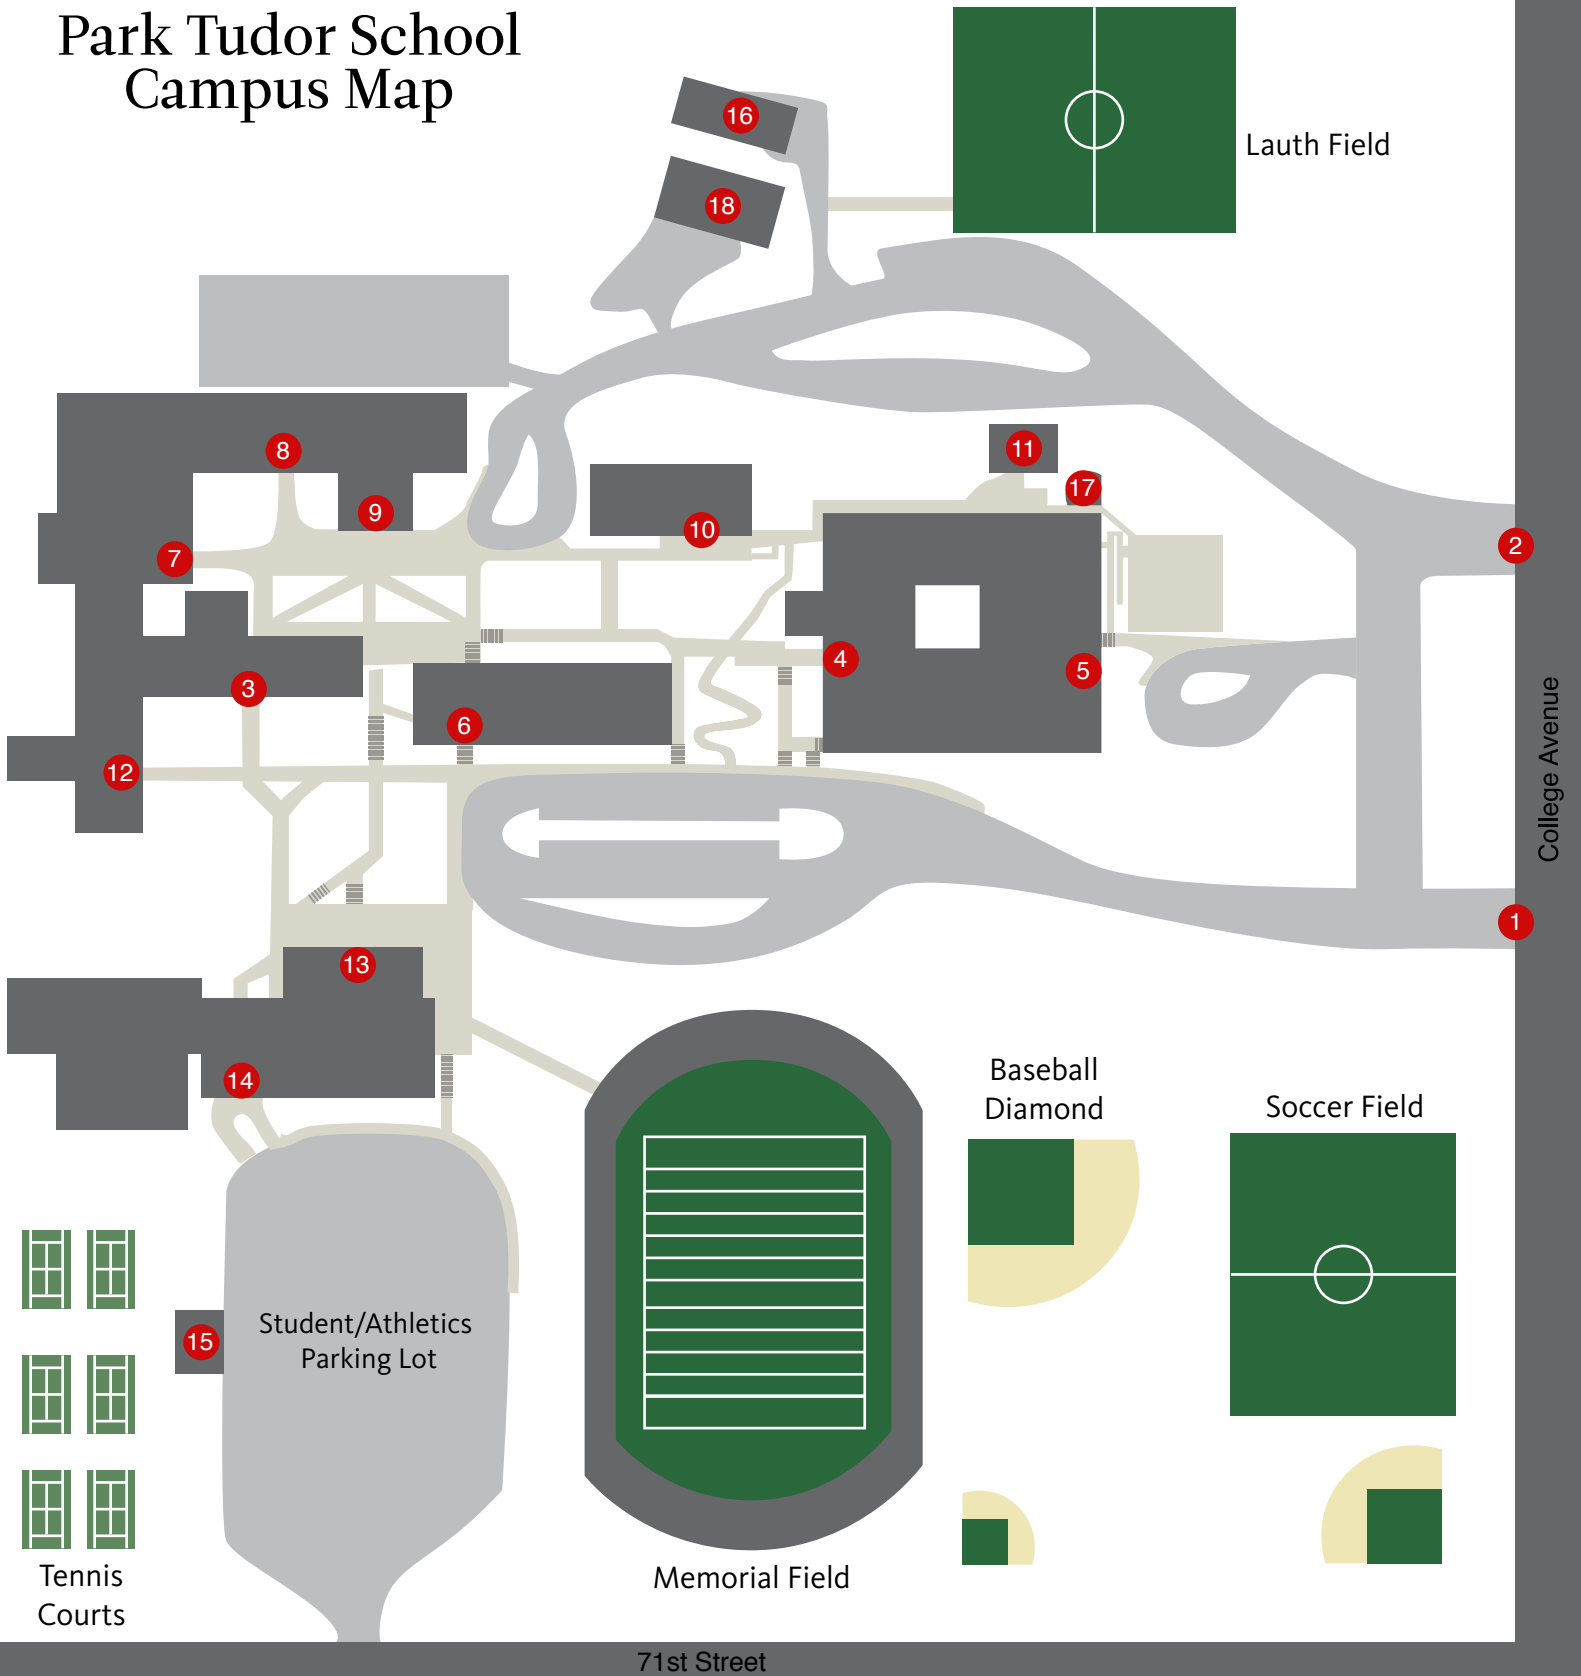 Park Tudor School
Campus Map
16
Lauth Field
18
11
8
17
9
10
2
7
4
5
3
6
College Avenue
12
1
13
14
Baseball
Diamond
Soccer Field
Student/Athletics
Parking Lot
15
Tennis
Courts
Memorial Field
71st Street